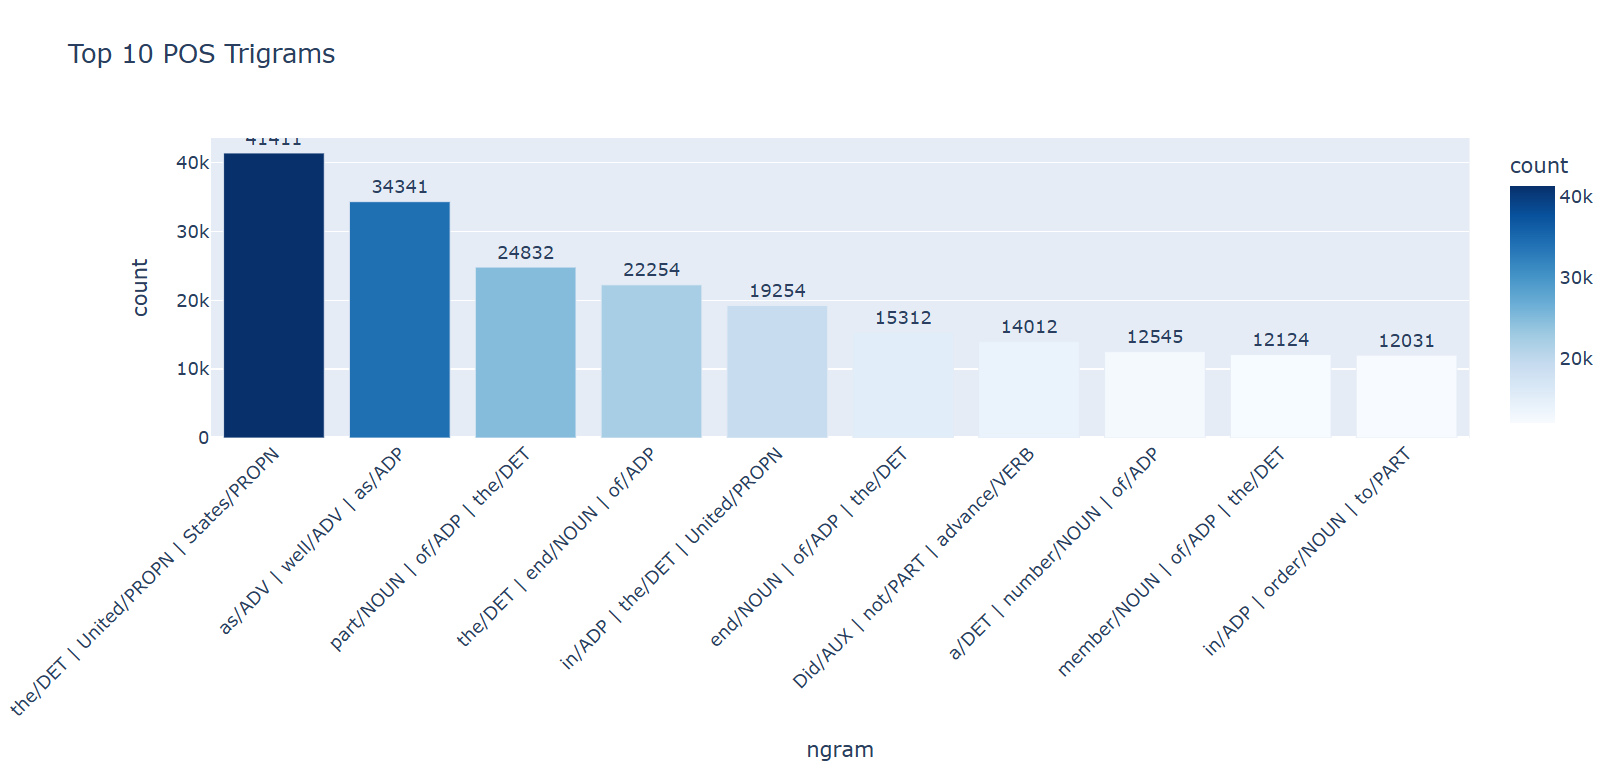 Top 10 POS Trigrams
count
40k
30k
20k
10k
0
41411
34341
24832
22254
19254
15312
14012
12545
12124
12031
the/DET | United/PROPN | States/PROPN
as/ADV | well/ADV | as/ADP
part/NOUN | of/ADP | the/DET
the/DET | end/NOUN | of/ADP
in/ADP | the/DET | United/PROPN
end/NOUN | of/ADP | the/DET
Did/AUX | not/PART | advance/VERB
a/DET | number/NOUN | of/ADP
member/NOUN | of/ADP | the/DET
in/ADP | order/NOUN | to/PART
ngram
count
40k
30k
20k